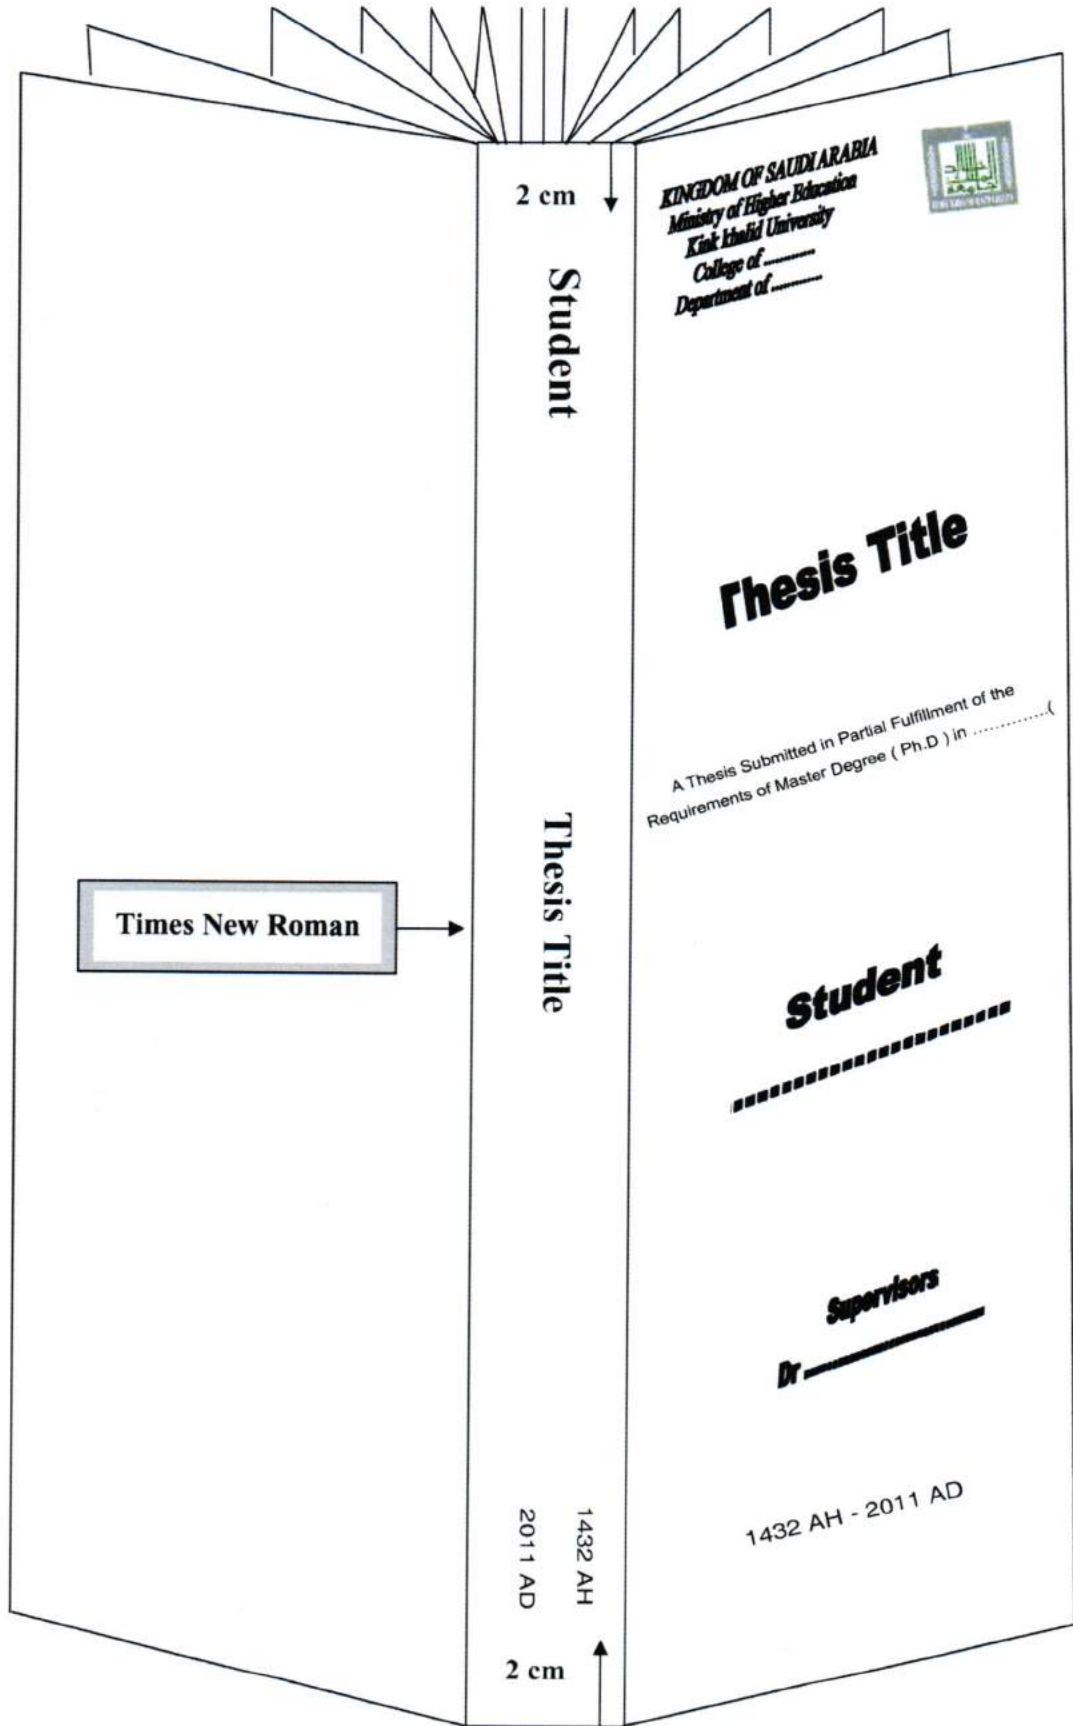 2 cm
Student
Thesis Title
1432 AH
2011 AD
2 cm
Times New Roman
KINGDOM OF SAUDI ARABIA
Ministry of Higher Education
Kink khalid University
College of ............
Department of ............
Thesis Title
A Thesis Submitted in Partial Fulfillment of the
Requirements of Master Degree ( Ph.D ) in ..............(
Student
Supervisors
Dr
1432 AH - 2011 AD